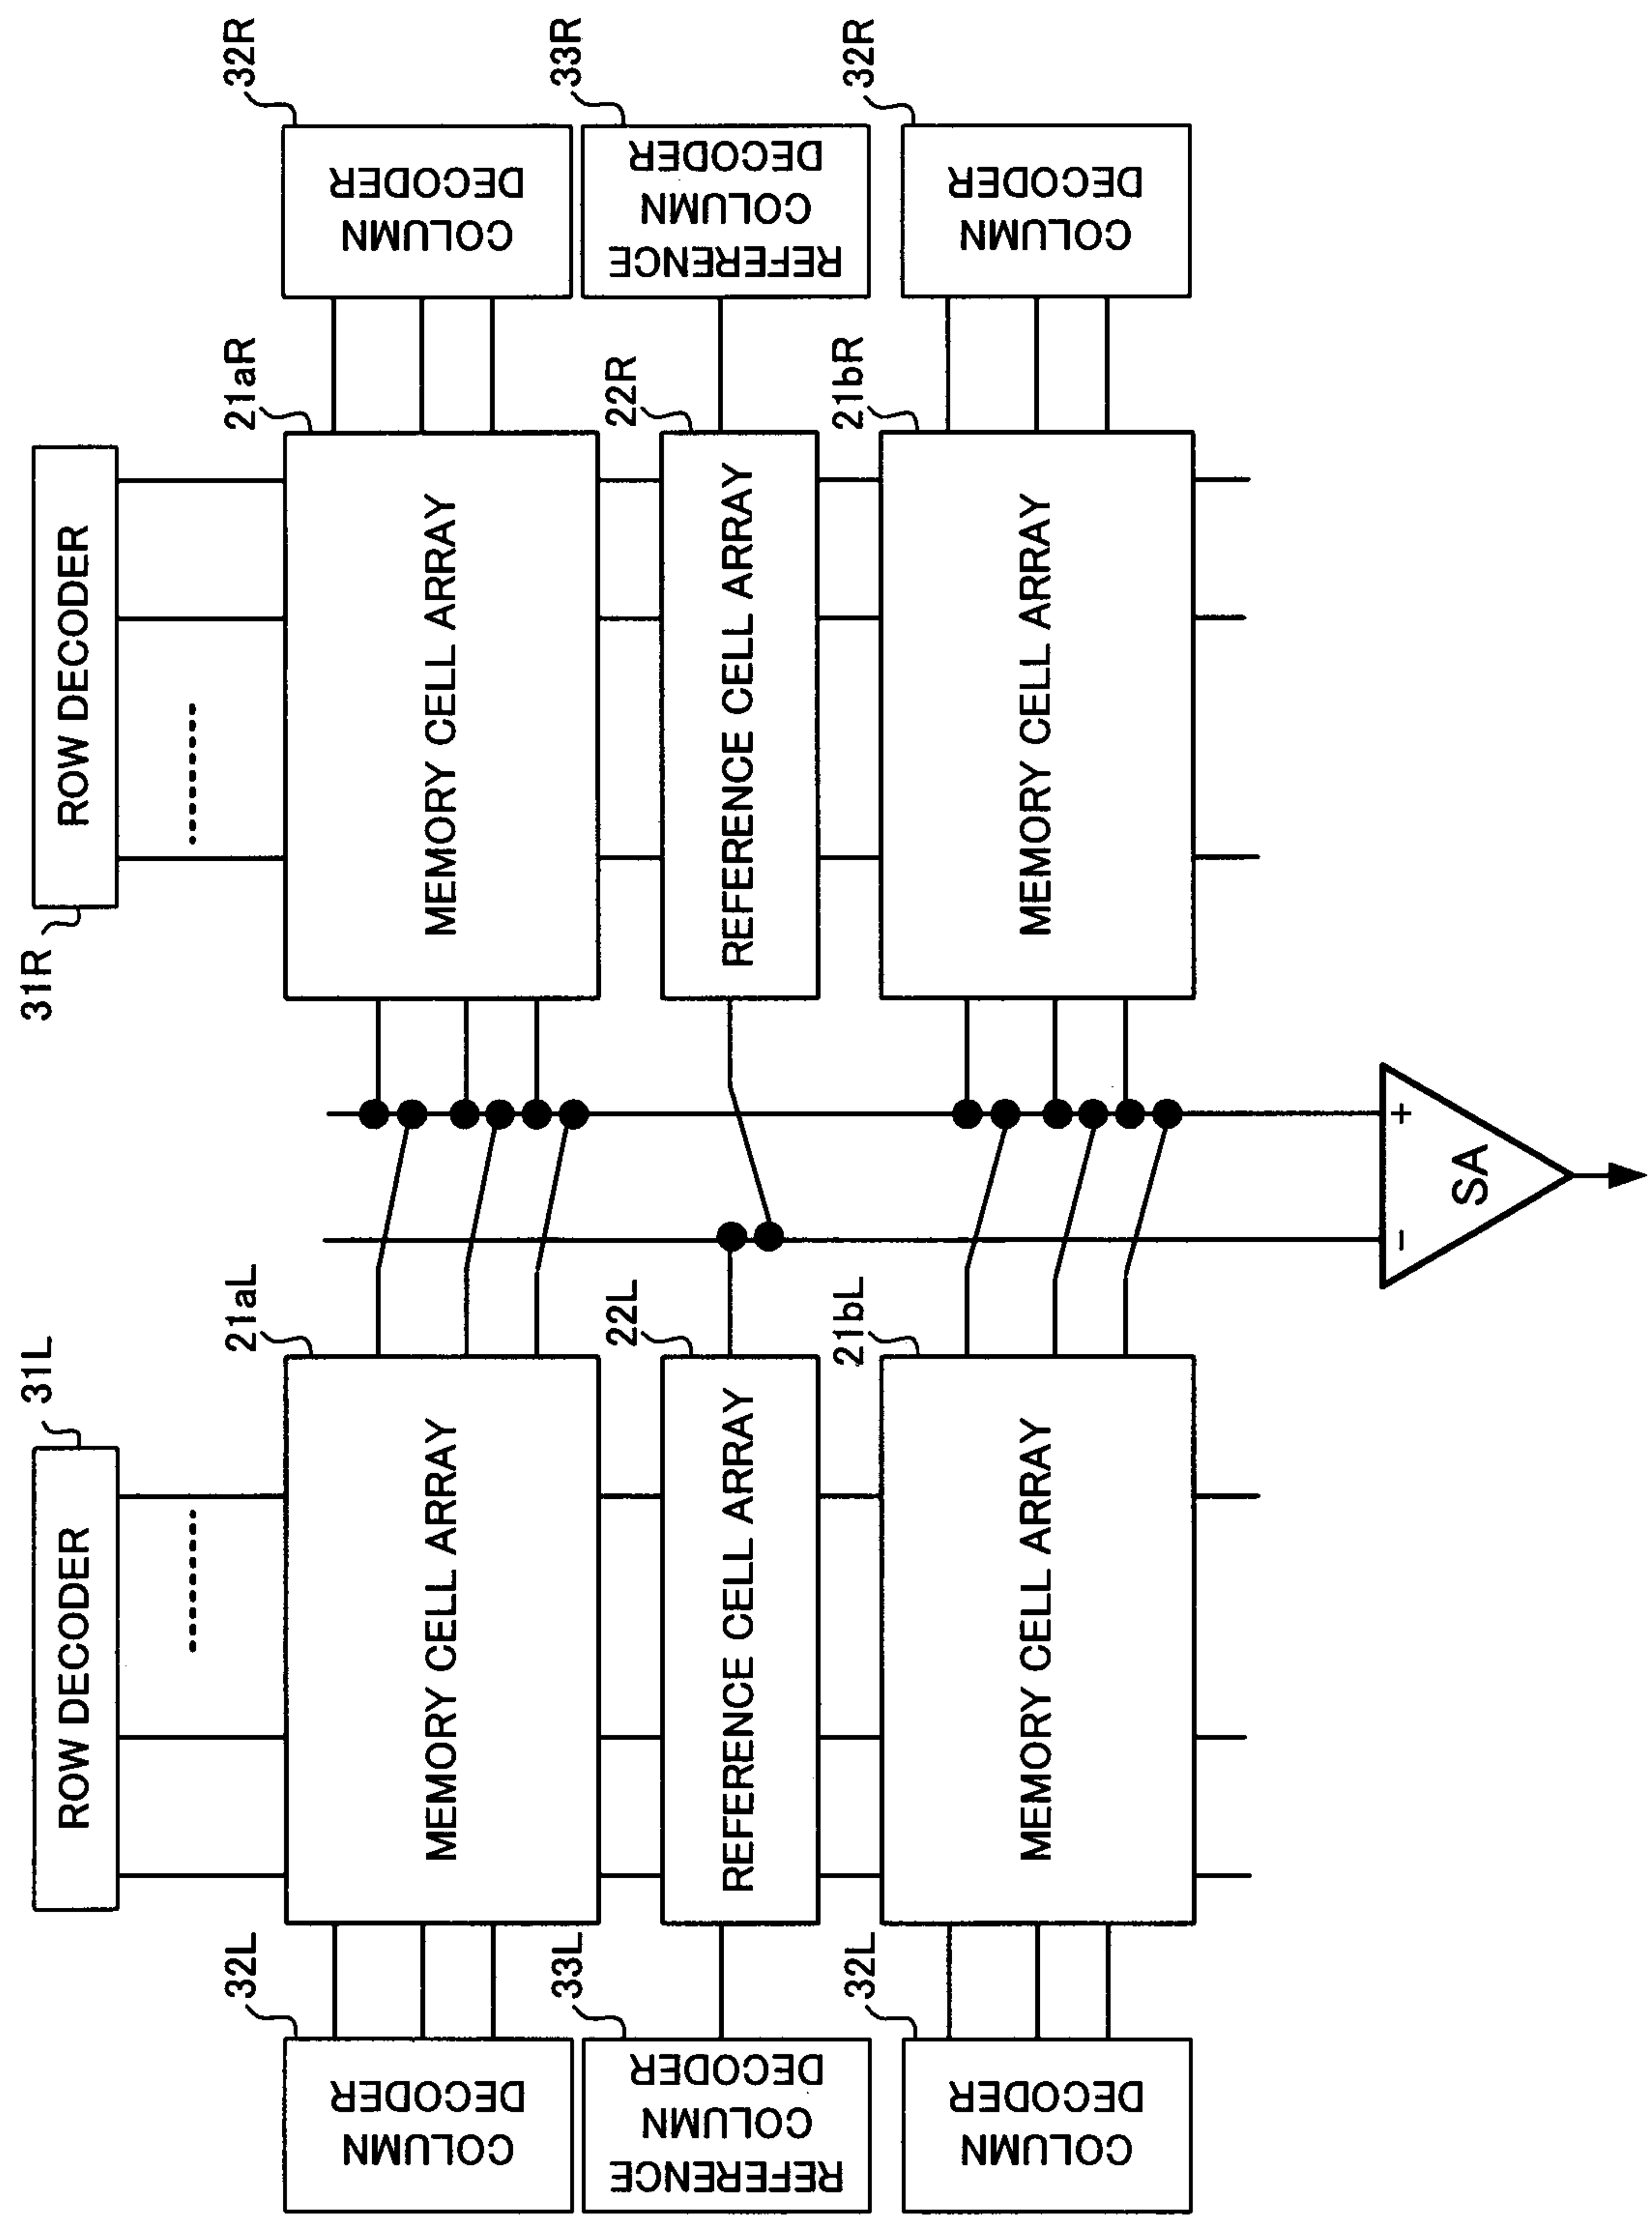 31L
ROW DECODER
31R
ROW DECODER
32L
COLUMN
DECODER
21aL
MEMORY CELL ARRAY
21aR
MEMORY CELL ARRAY
32R
COLUMN
DECODER
33L
REFERENCE
COLUMN
DECODER
22L
REFERENCE CELL ARRAY
22R
REFERENCE CELL ARRAY
33R
REFERENCE
COLUMN
DECODER
32L
COLUMN
DECODER
21bL
MEMORY CELL ARRAY
21bR
MEMORY CELL ARRAY
32R
COLUMN
DECODER
− +
SA